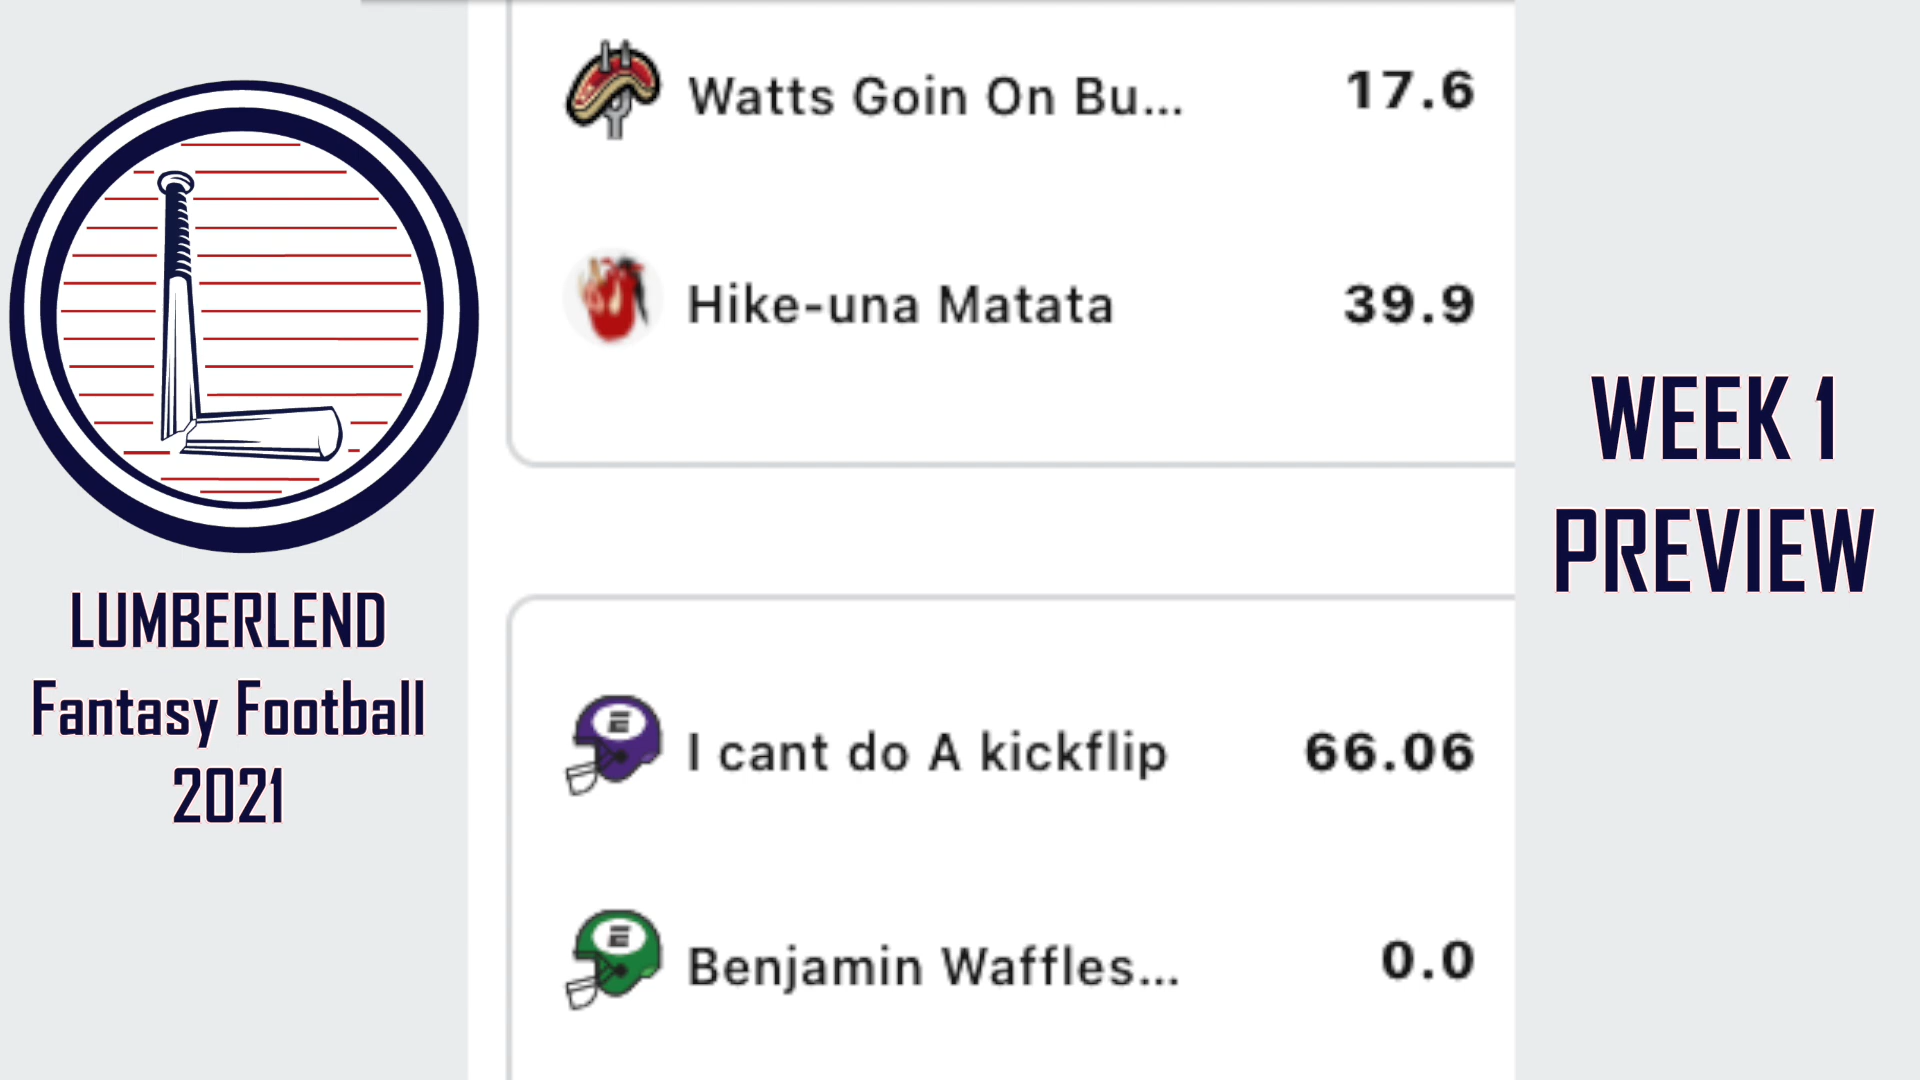 LUMBERLEND
Fantasy Football
2021
Watts Goin On Bu... 17.6
Hike-una Matata 39.9
I cant do A kickflip 66.06
Benjamin Waffles... 0.0
WEEK 1
PREVIEW